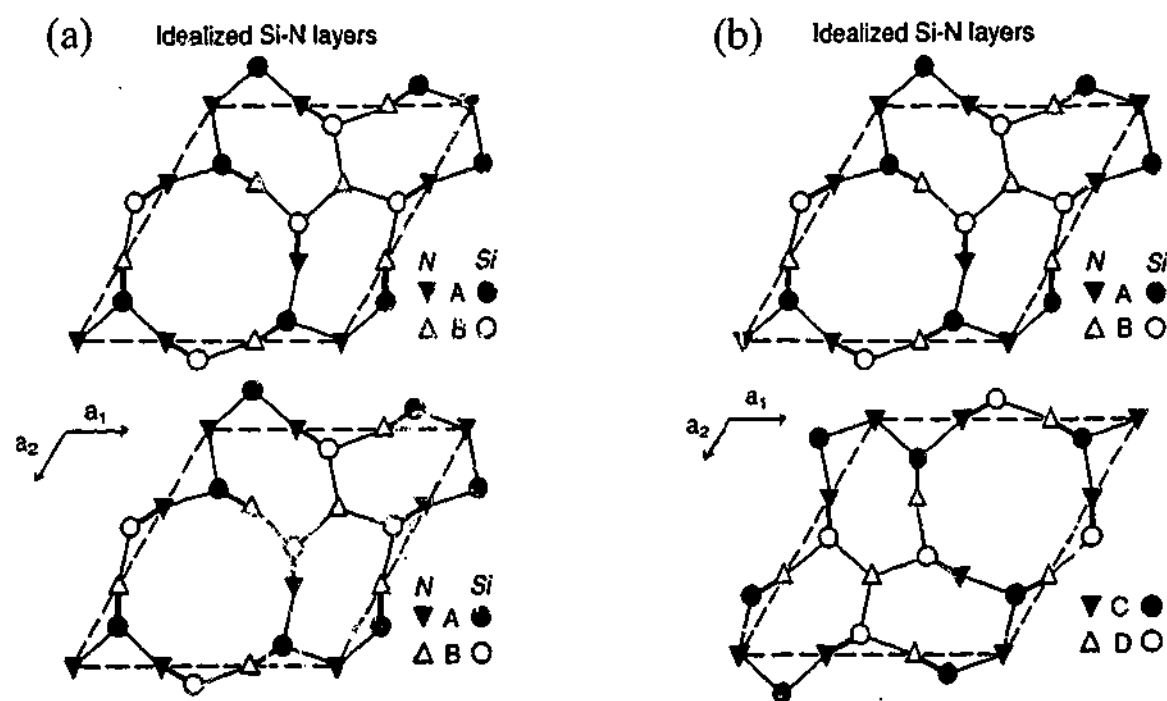 (a) Idealized Si-N layers
N Si
▼ A ●
△ B ○
a₁
a₂
N Si
▼ A ●
△ B ○
(b) Idealized Si-N layers
N Si
▼ A ●
△ B ○
a₁
a₂
▼ C ●
△ D ○